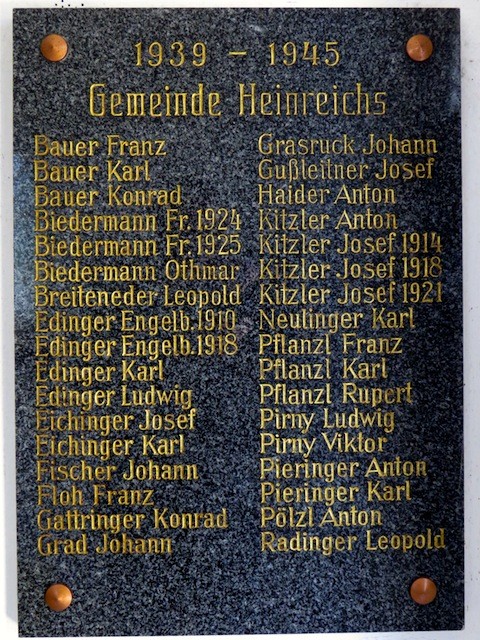 1939 – 1945
Gemeinde Heinreichs
Bauer Franz
Bauer Karl
Bauer Konrad
Biedermann Fr. 1924
Biedermann Fr. 1925
Biedermann Othmar
Breiteneder Leopold
Edinger Engelb. 1910
Edinger Engelb. 1918
Edinger Karl
Edinger Ludwig
Eichinger Josef
Eichinger Karl
Fischer Johann
Floh Franz
Gattringer Konrad
Grad Johann
Grasruck Johann
Gußleitner Josef
Haider Anton
Kitzler Anton
Kitzler Josef 1914
Kitzler Josef 1918
Kitzler Josef 1921
Neulinger Karl
Pflanzl Franz
Pflanzl Karl
Pflanzl Rupert
Pirny Ludwig
Pirny Viktor
Pieringer Anton
Pieringer Karl
Pölzl Anton
Radinger Leopold